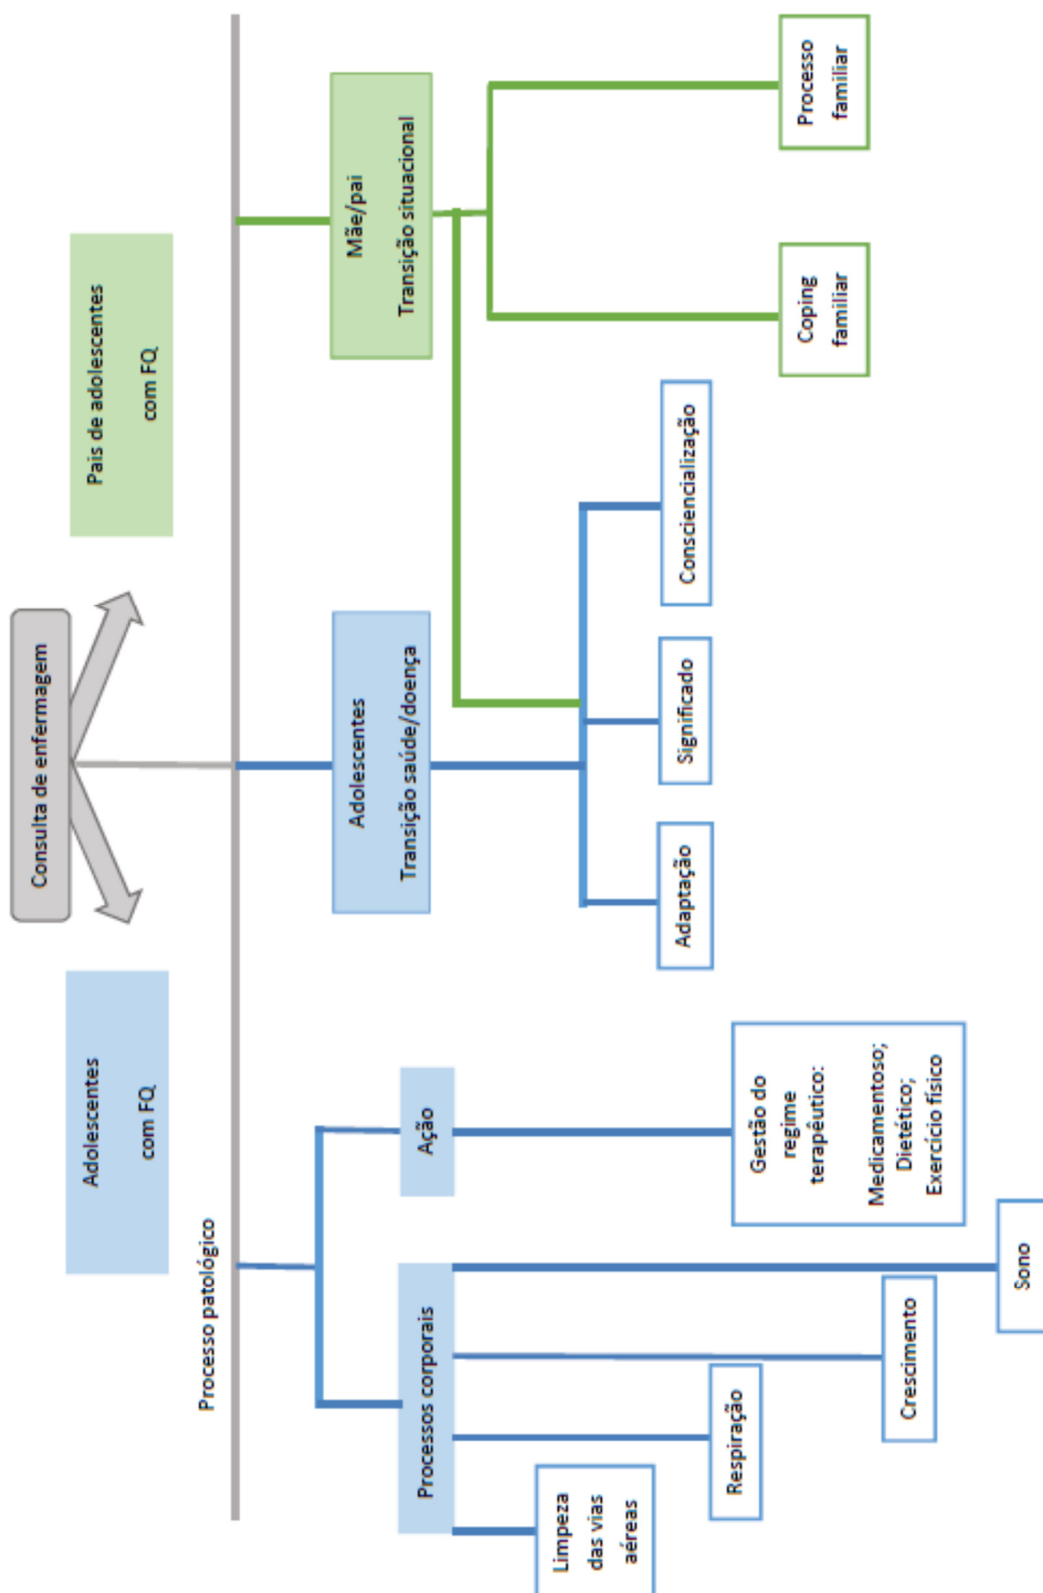 Consulta de enfermagem
Adolescentes
com FQ
Pais de adolescentes
com FQ
Processo patológico
Processos corporais
Ação
Adolescentes
Transição saúde/doença
Mãe/pai
Transição situacional
Limpeza
das vias
aéreas
Respiração
Crescimento
Sono
Gestão do
regime
terapêutico:
Medicamentoso;
Dietético;
Exercício físico
Adaptação
Significado
Consciencialização
Coping
familiar
Processo
familiar